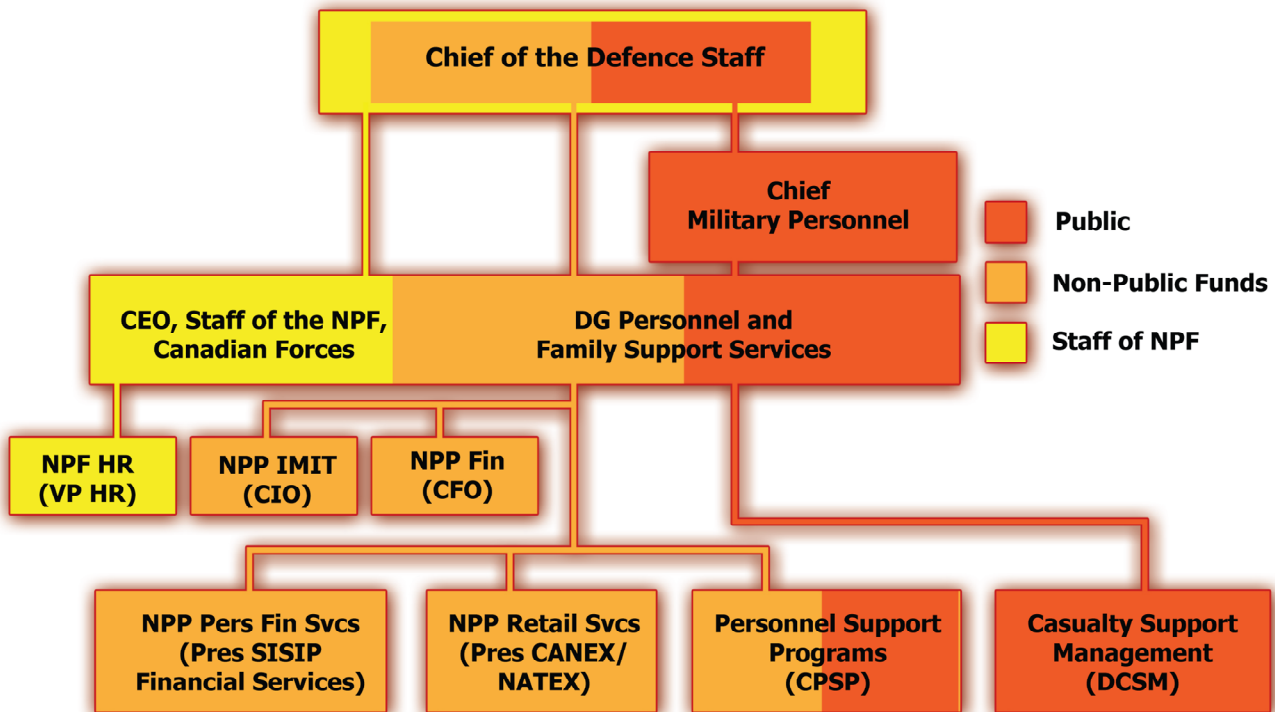 Chief of the Defence Staff
Chief
Military Personnel
Public
Non-Public Funds
Staff of NPF
CEO, Staff of the NPF,
Canadian Forces
DG Personnel and
Family Support Services
NPF HR
(VP HR)
NPP IMIT
(CIO)
NPP Fin
(CFO)
NPP Pers Fin Svcs
(Pres SISIP
Financial Services)
NPP Retail Svcs
(Pres CANEX/
NATEX)
Personnel Support
Programs
(CPSP)
Casualty Support
Management
(DCSM)